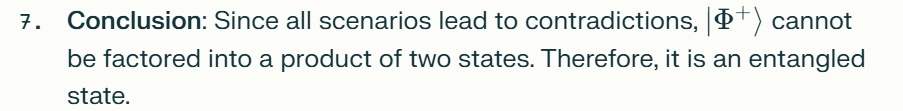 7. Conclusion: Since all scenarios lead to contradictions, |Φ⁺⟩ cannot
be factored into a product of two states. Therefore, it is an entangled
state.